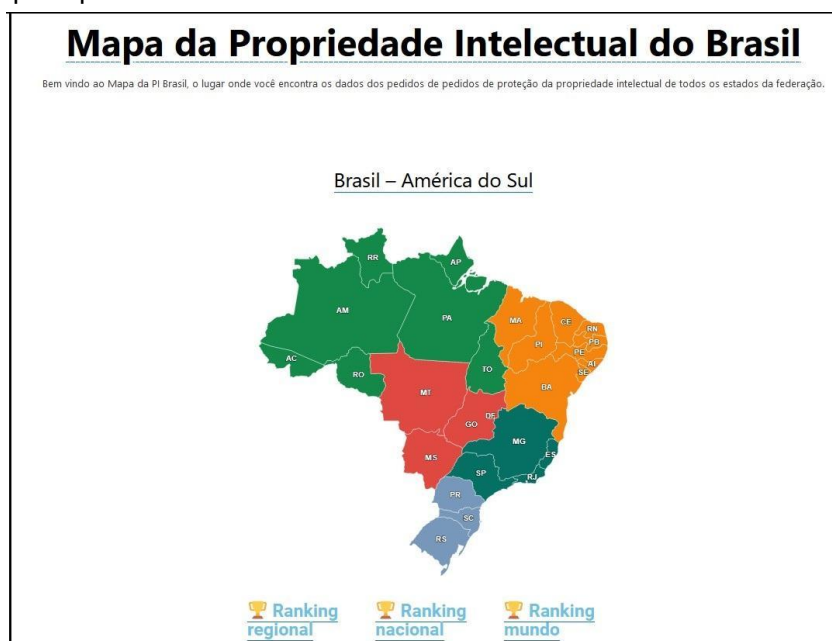 Mapa da Propriedade Intelectual do Brasil
Bem vindo ao Mapa da PI Brasil, o lugar onde você encontra os dados dos pedidos de pedidos de proteção da propriedade intelectual de todos os estados da federação.
Brasil – América do Sul
RR
AP
AM
PA
MA
CE
RN
PB
PI
PE
AL
SE
AC
RO
TO
BA
MT
DF
GO
MG
ES
MS
SP
RJ
PR
SC
RS
Ranking regional
Ranking nacional
Ranking mundo